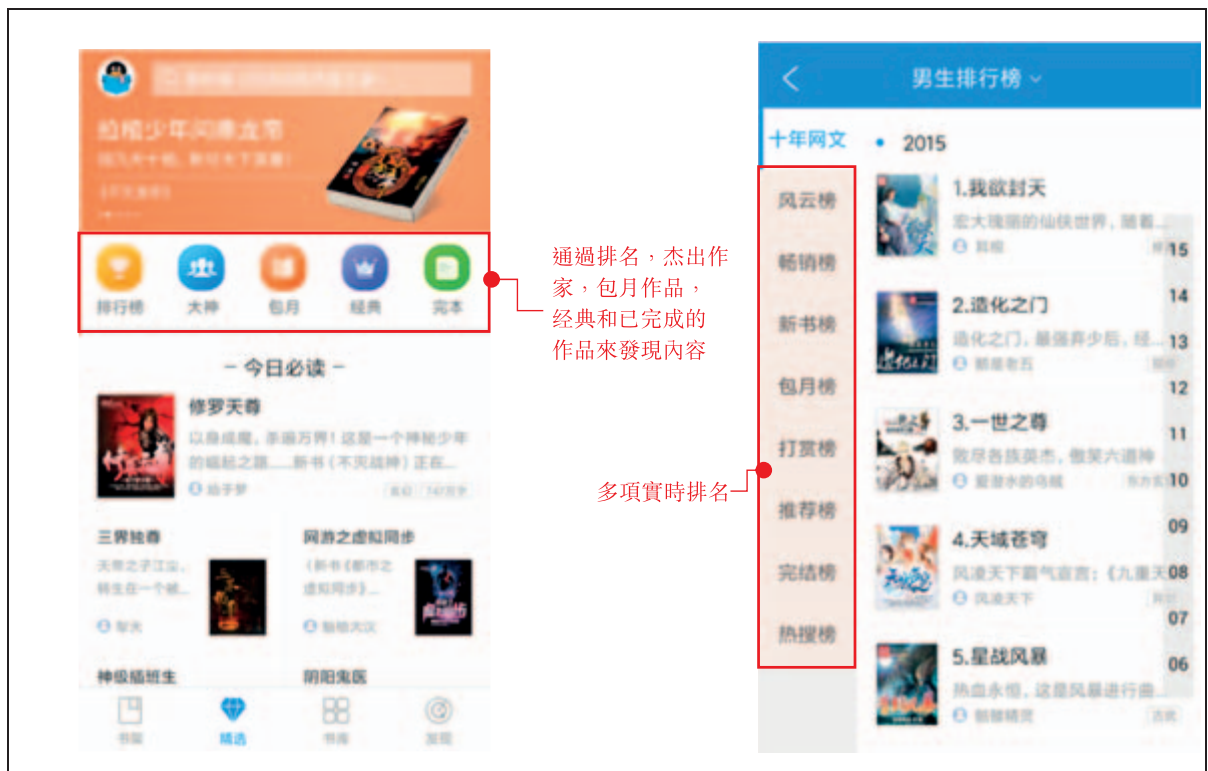 排行榜
大神
包月
经典
完本
通過排名，杰出作
家，包月作品，
经典和已完成的
作品來發現內容
- 今日必读 -
修罗天尊
以身成魔，杀遍万界！这是一个神秘少年
的崛起之路......新书《不灭战神》正在...
三界独尊
天帝之子江尘，
转生在一个被...
犁天
网游之虚拟同步
(新书《都市之
虚拟同步》...
神级插班生
阴阳鬼医
书架
精选
书库
发现
男生排行榜
十年网文
风云榜
畅销榜
新书榜
包月榜
打赏榜
推荐榜
完结榜
热搜榜
多項實時排名
2015
1.我欲封天
宏大瑰丽的仙侠世界，随着...
耳根
2.造化之门
造化之门，最强弃少后，经...
鹅是老五
3.一世之尊
败尽各族英杰，傲笑六道神
爱潜水的乌贼
4.天域苍穹
风凌天下霸气宣言：《九重天
风凌天下
5.星战风暴
热血永恒，这是风暴进行曲...
骷髅精灵
15
14
13
12
11
10
09
08
07
06